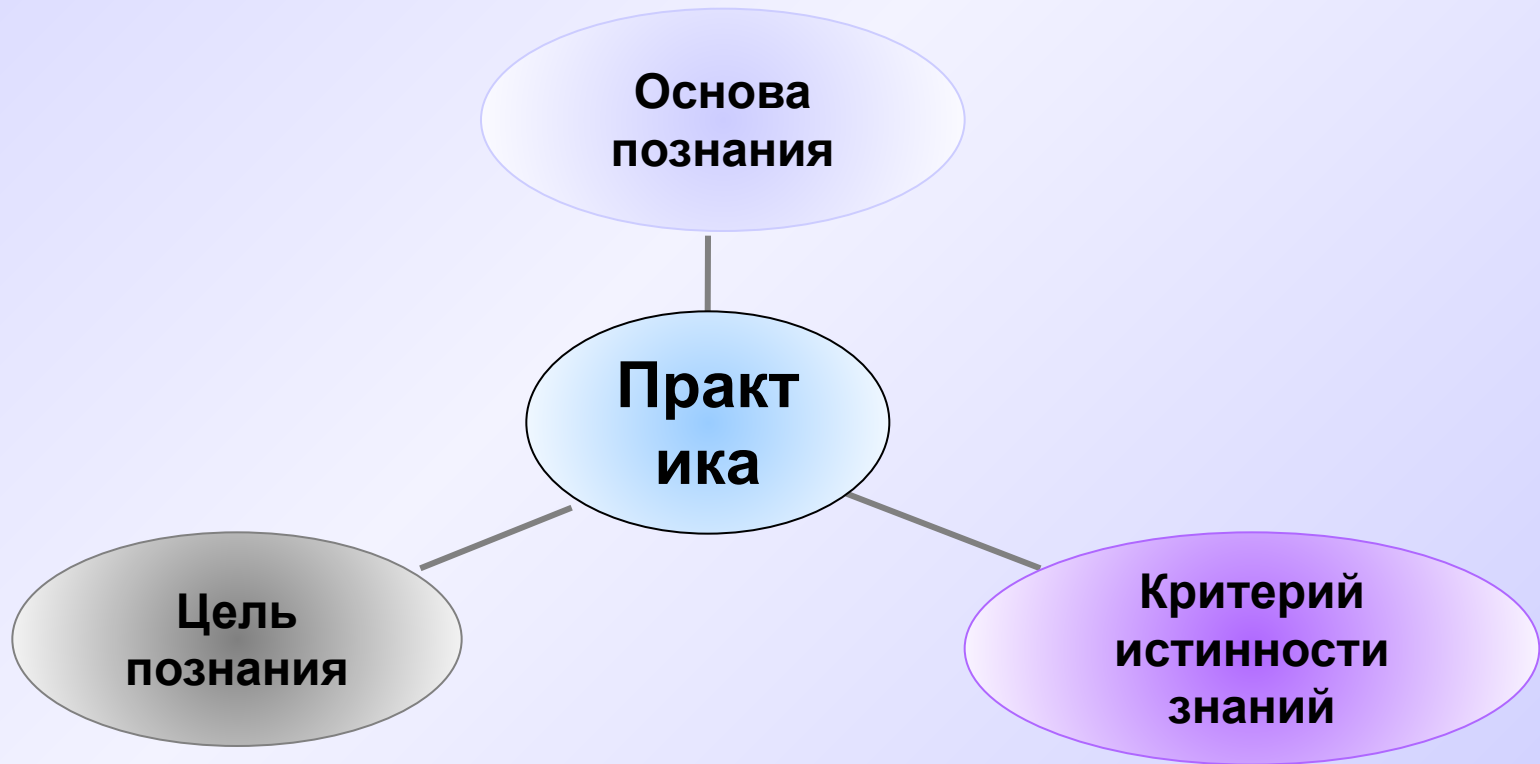 Основа
познания
Практ
ика
Цель
познания
Критерий
истинности
знаний